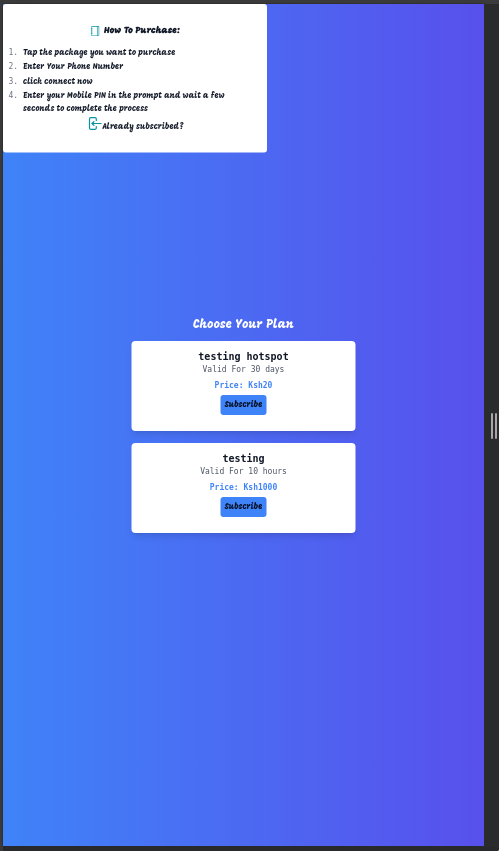 How To Purchase:
1. Tap the package you want to purchase
2. Enter Your Phone Number
3. click connect now
4. Enter your Mobile PIN in the prompt and wait a few
seconds to complete the process
Already subscribed?
Choose Your Plan
testing hotspot
Valid For 30 days
Price: Ksh20
Subscribe
testing
Valid For 10 hours
Price: Ksh1000
Subscribe